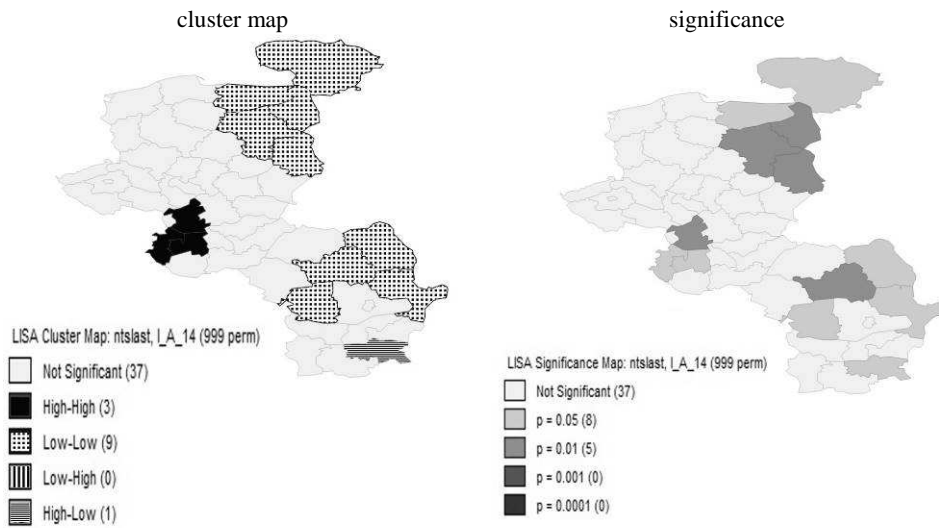 cluster map
significance
LISA Cluster Map: ntslast, I_A_14 (999 perm)
Not Significant (37)
High-High (3)
Low-Low (9)
Low-High (0)
High-Low (1)
LISA Significance Map: ntslast, I_A_14 (999 perm)
Not Significant (37)
p = 0.05 (8)
p = 0.01 (5)
p = 0.001 (0)
p = 0.0001 (0)